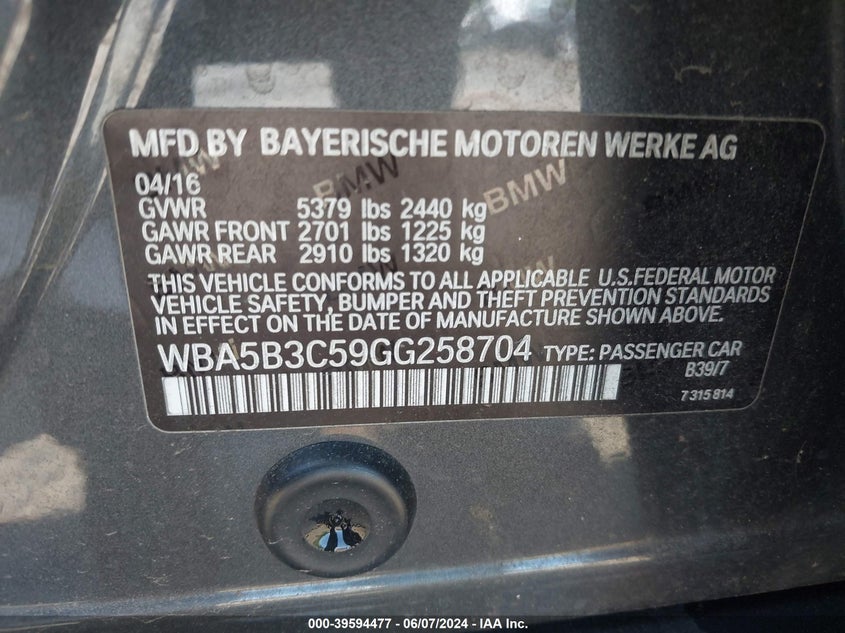 MFD BY BAYERISCHE MOTOREN WERKE AG
04/16
GVWR 5379 lbs 2440 kg
GAWR FRONT 2701 lbs 1225 kg
GAWR REAR 2910 lbs 1320 kg
THIS VEHICLE CONFORMS TO ALL APPLICABLE U.S.FEDERAL MOTOR
VEHICLE SAFETY, BUMPER AND THEFT PREVENTION STANDARDS
IN EFFECT ON THE DATE OF MANUFACTURE SHOWN ABOVE.
WBA5B3C59GG258704 TYPE: PASSENGER CAR
B39/7
7 315 814
BMW
BMW
000-39594477 - 06/07/2024 - IAA Inc.